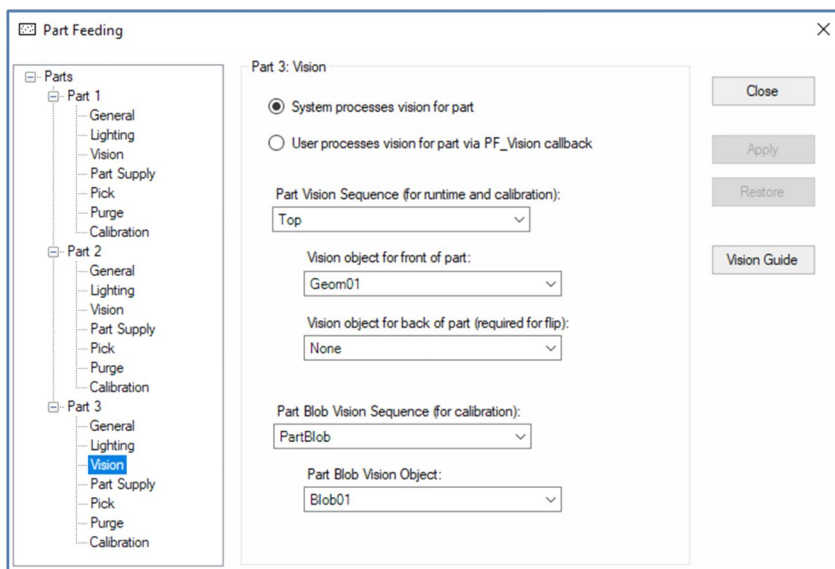 Part Feeding
Parts
Part 1
General
Lighting
Vision
Part Supply
Pick
Purge
Calibration
Part 2
General
Lighting
Vision
Part Supply
Pick
Purge
Calibration
Part 3
General
Lighting
Vision
Part Supply
Pick
Purge
Calibration
Part 3: Vision
System processes vision for part
User processes vision for part via PF_Vision callback
Part Vision Sequence (for runtime and calibration):
Top
Vision object for front of part:
Geom01
Vision object for back of part (required for flip):
None
Part Blob Vision Sequence (for calibration):
PartBlob
Part Blob Vision Object:
Blob01
Close
Apply
Restore
Vision Guide